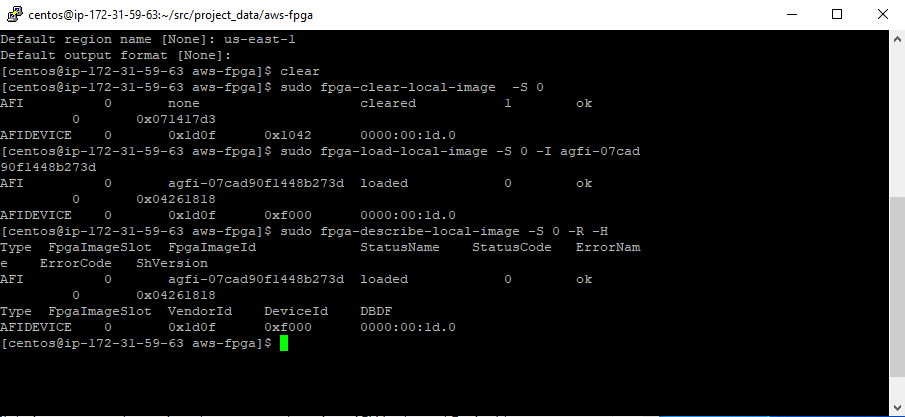 centos@ip-172-31-59-63:~/src/project_data/aws-fpga
Default region name [None]: us-east-1
Default output format [None]:
[centos@ip-172-31-59-63 aws-fpga]$ clear
[centos@ip-172-31-59-63 aws-fpga]$ sudo fpga-clear-local-image  -S 0
AFI          0       none                    cleared           1        ok
         0       0x071417d3
AFIDEVICE    0       0x1d0f      0x1042      0000:00:1d.0
[centos@ip-172-31-59-63 aws-fpga]$ sudo fpga-load-local-image -S 0 -I agfi-07cad
90f1448b273d
AFI          0       agfi-07cad90f1448b273d  loaded            0        ok
         0       0x04261818
AFIDEVICE    0       0x1d0f      0xf000      0000:00:1d.0
[centos@ip-172-31-59-63 aws-fpga]$ sudo fpga-describe-local-image -S 0 -R -H
Type  FpgaImageSlot  FpgaImageId             StatusName    StatusCode   ErrorNam
e    ErrorCode   ShVersion
AFI          0       agfi-07cad90f1448b273d  loaded            0        ok
         0       0x04261818
Type  FpgaImageSlot  VendorId    DeviceId    DBDF
AFIDEVICE    0       0x1d0f      0xf000      0000:00:1d.0
[centos@ip-172-31-59-63 aws-fpga]$